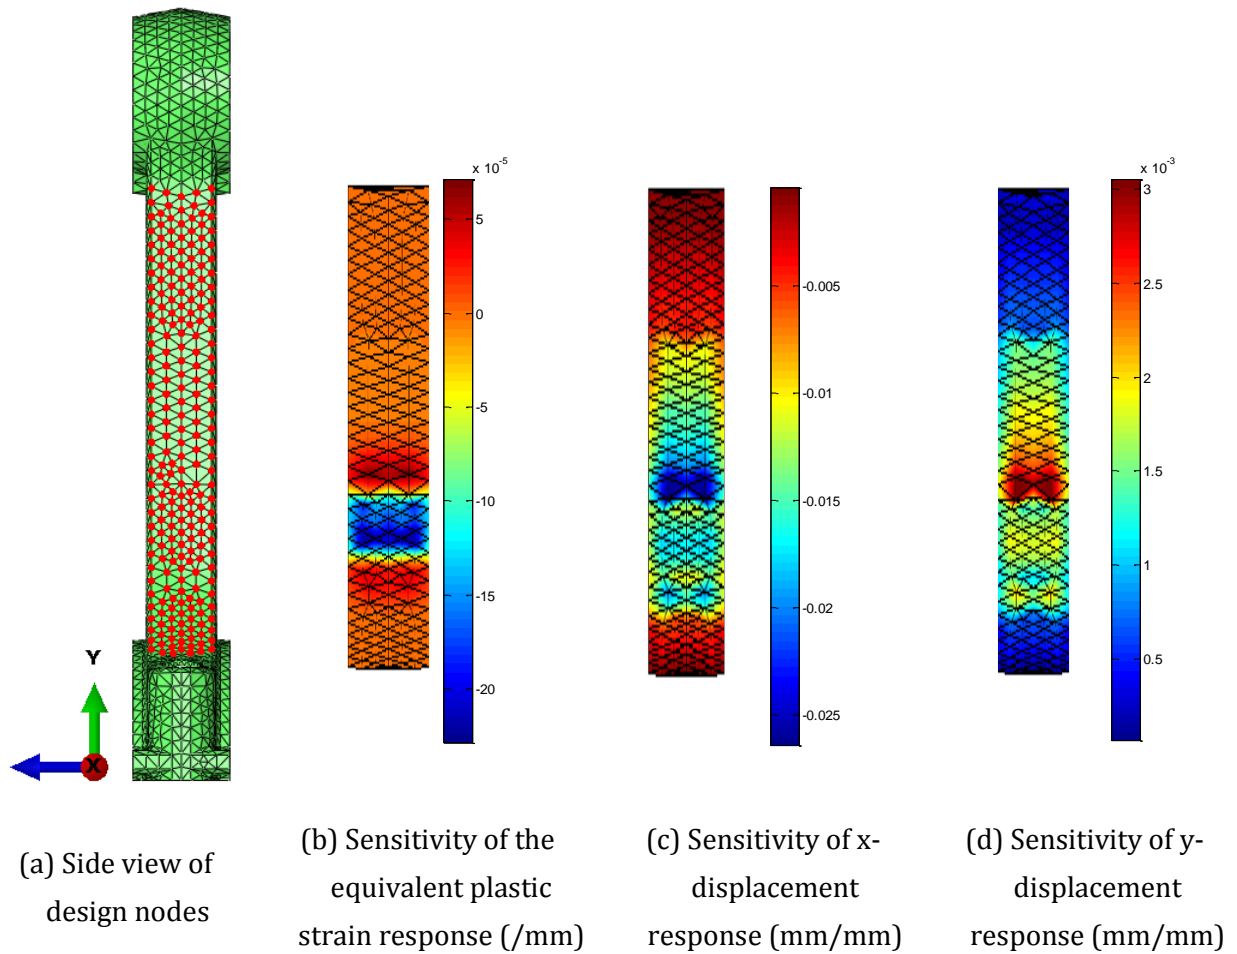 x 10⁻⁵
5
0
-5
-10
-15
-20
-0.005
-0.01
-0.015
-0.02
-0.025
x 10⁻³
3
2.5
2
1.5
1
0.5
Y
X
(a) Side view of
design nodes
(b) Sensitivity of the
equivalent plastic
strain response (/mm)
(c) Sensitivity of x-
displacement
response (mm/mm)
(d) Sensitivity of y-
displacement
response (mm/mm)